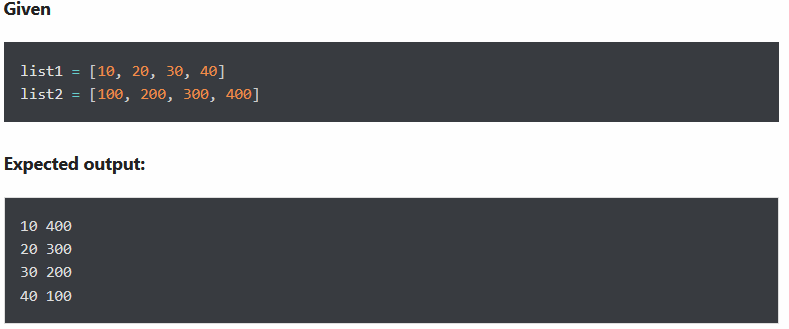 Given
list1 = [10, 20, 30, 40]
list2 = [100, 200, 300, 400]
Expected output:
10 400
20 300
30 200
40 100